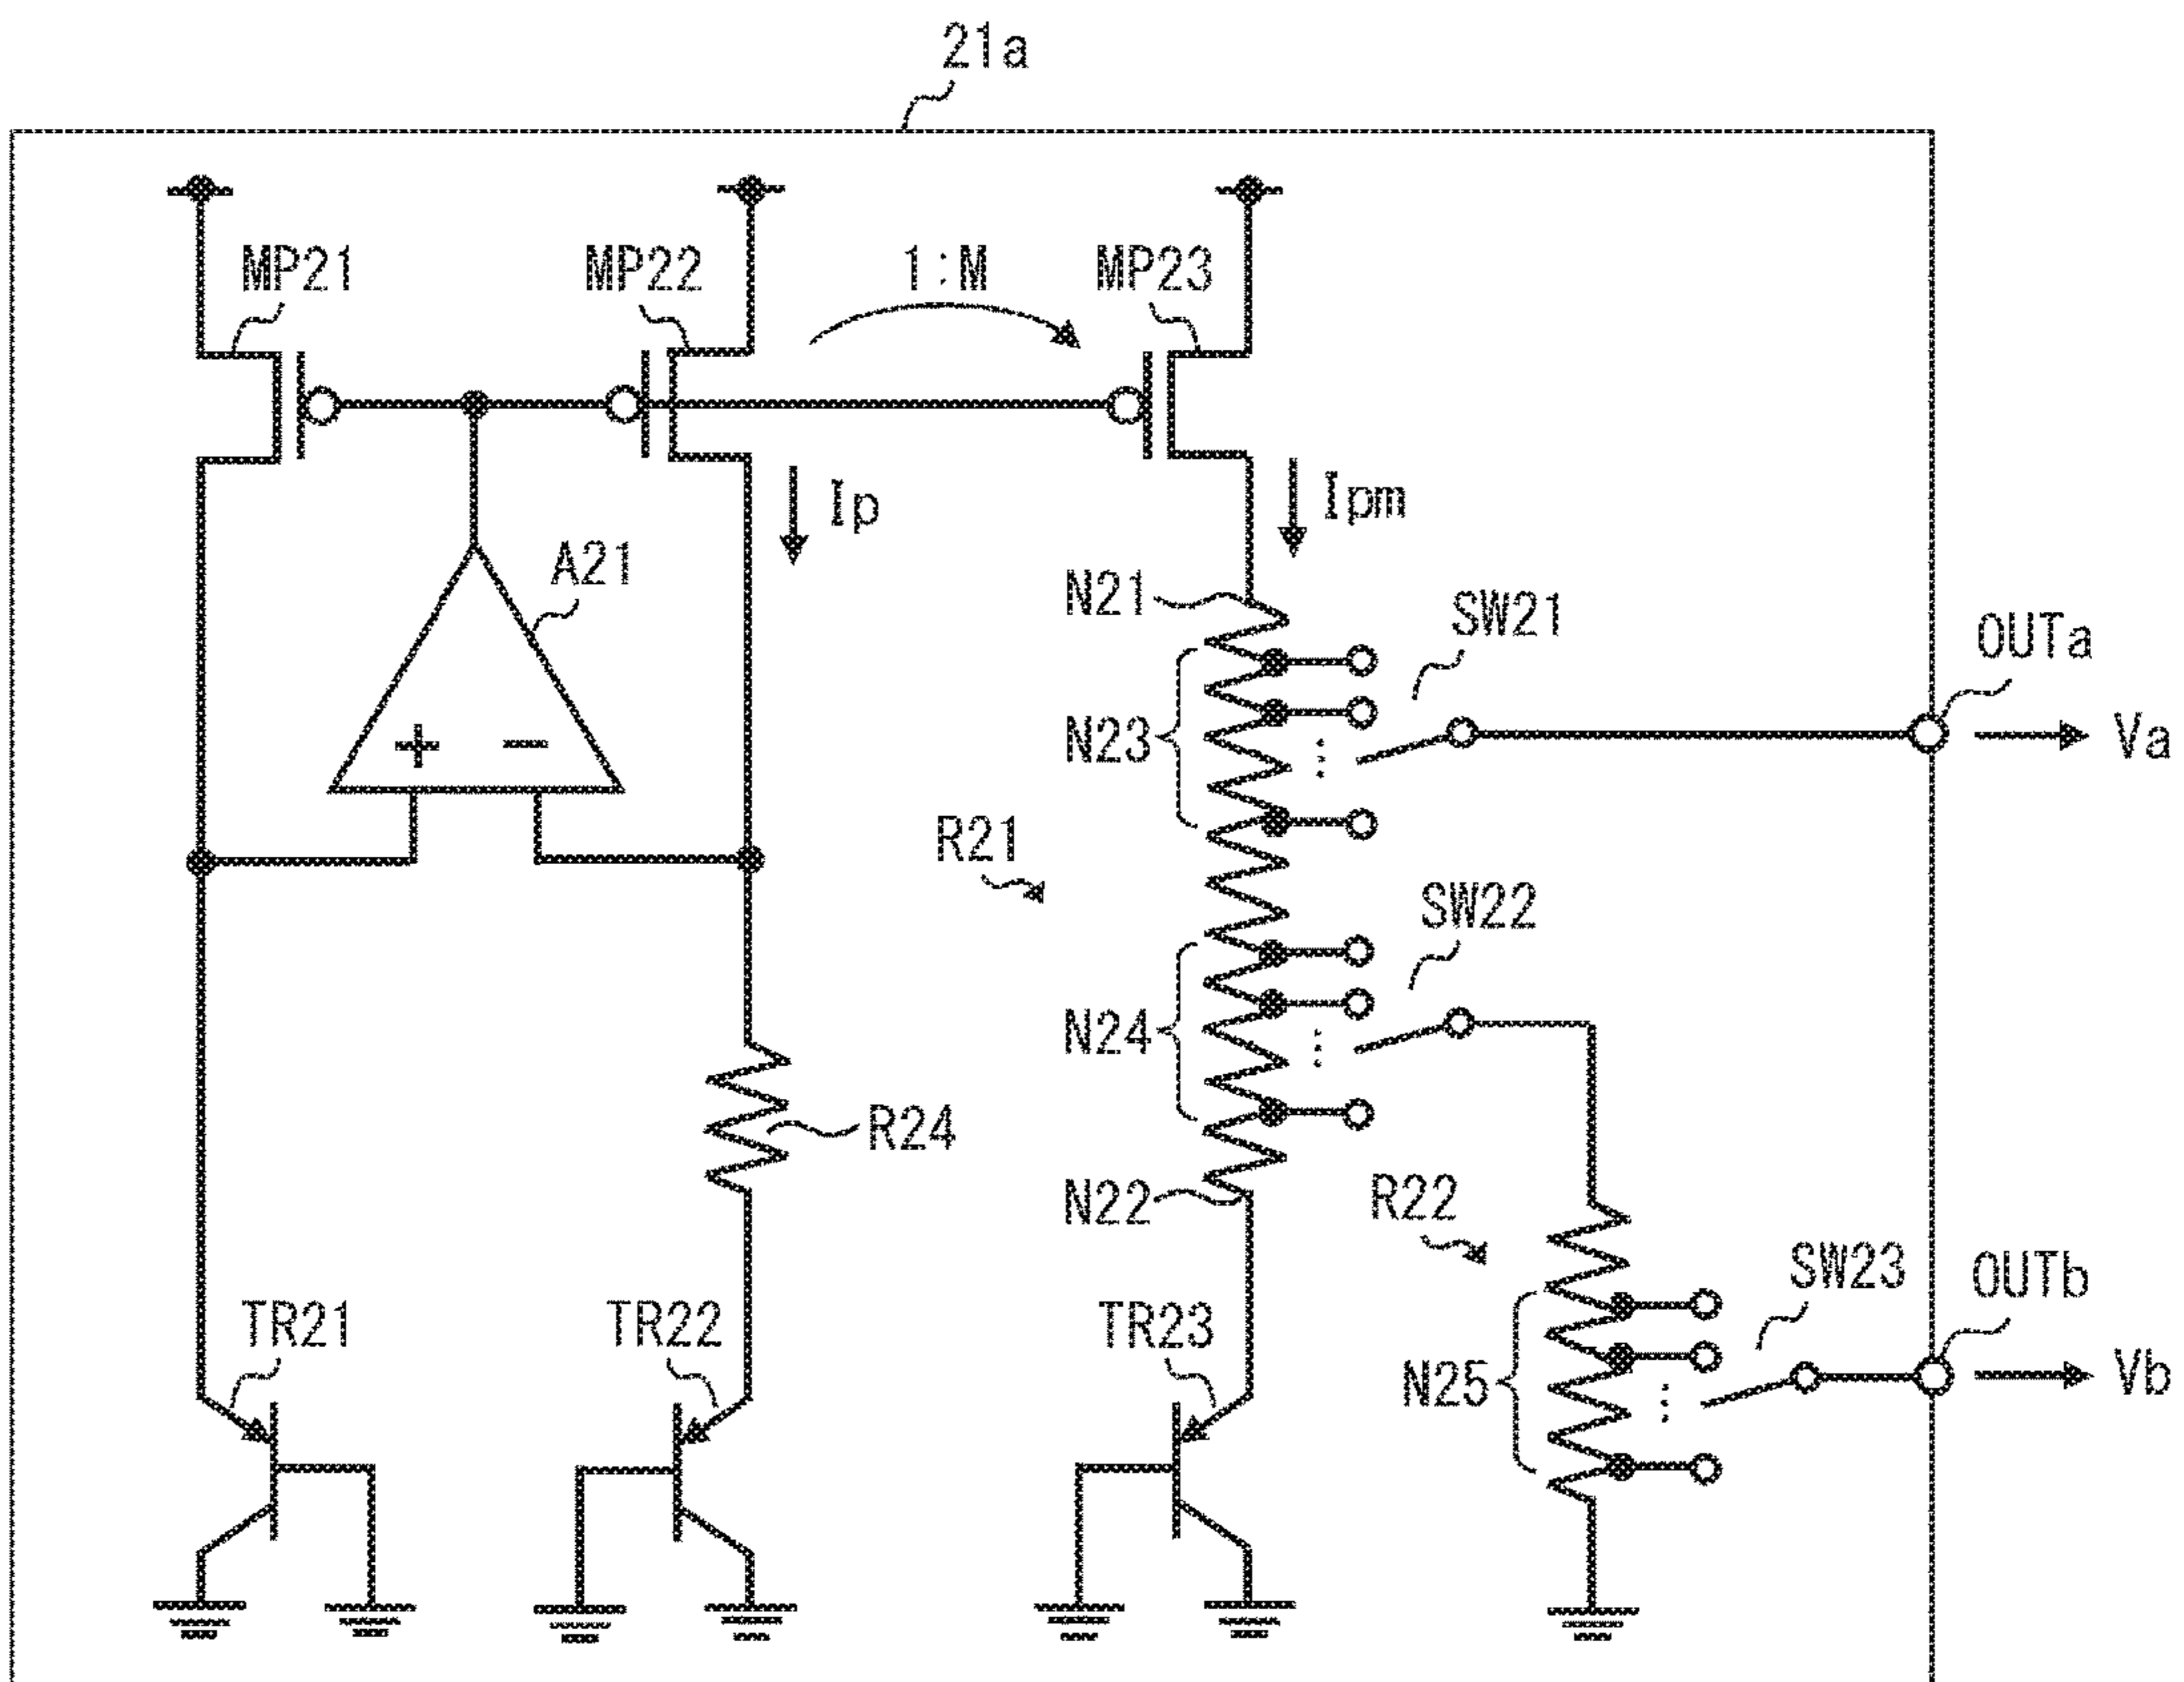 21a
MP21
MP22
1:M
MP23
Ip
Ipm
A21
N21
SW21
OUTa
+
−
N23
Va
R21
SW22
N24
R24
N22
R22
SW23
OUTb
TR21
TR22
TR23
N25
Vb